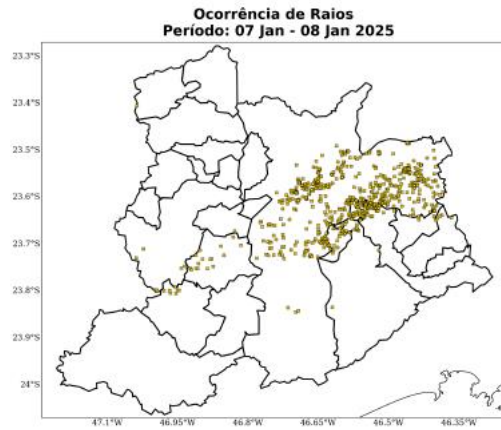 Ocorrência de Raios
Período: 07 Jan - 08 Jan 2025
23.3°S
23.4°S
23.5°S
23.6°S
23.7°S
23.8°S
23.9°S
24°S
47.1°W 46.95°W 46.8°W 46.65°W 46.5°W 46.35°W